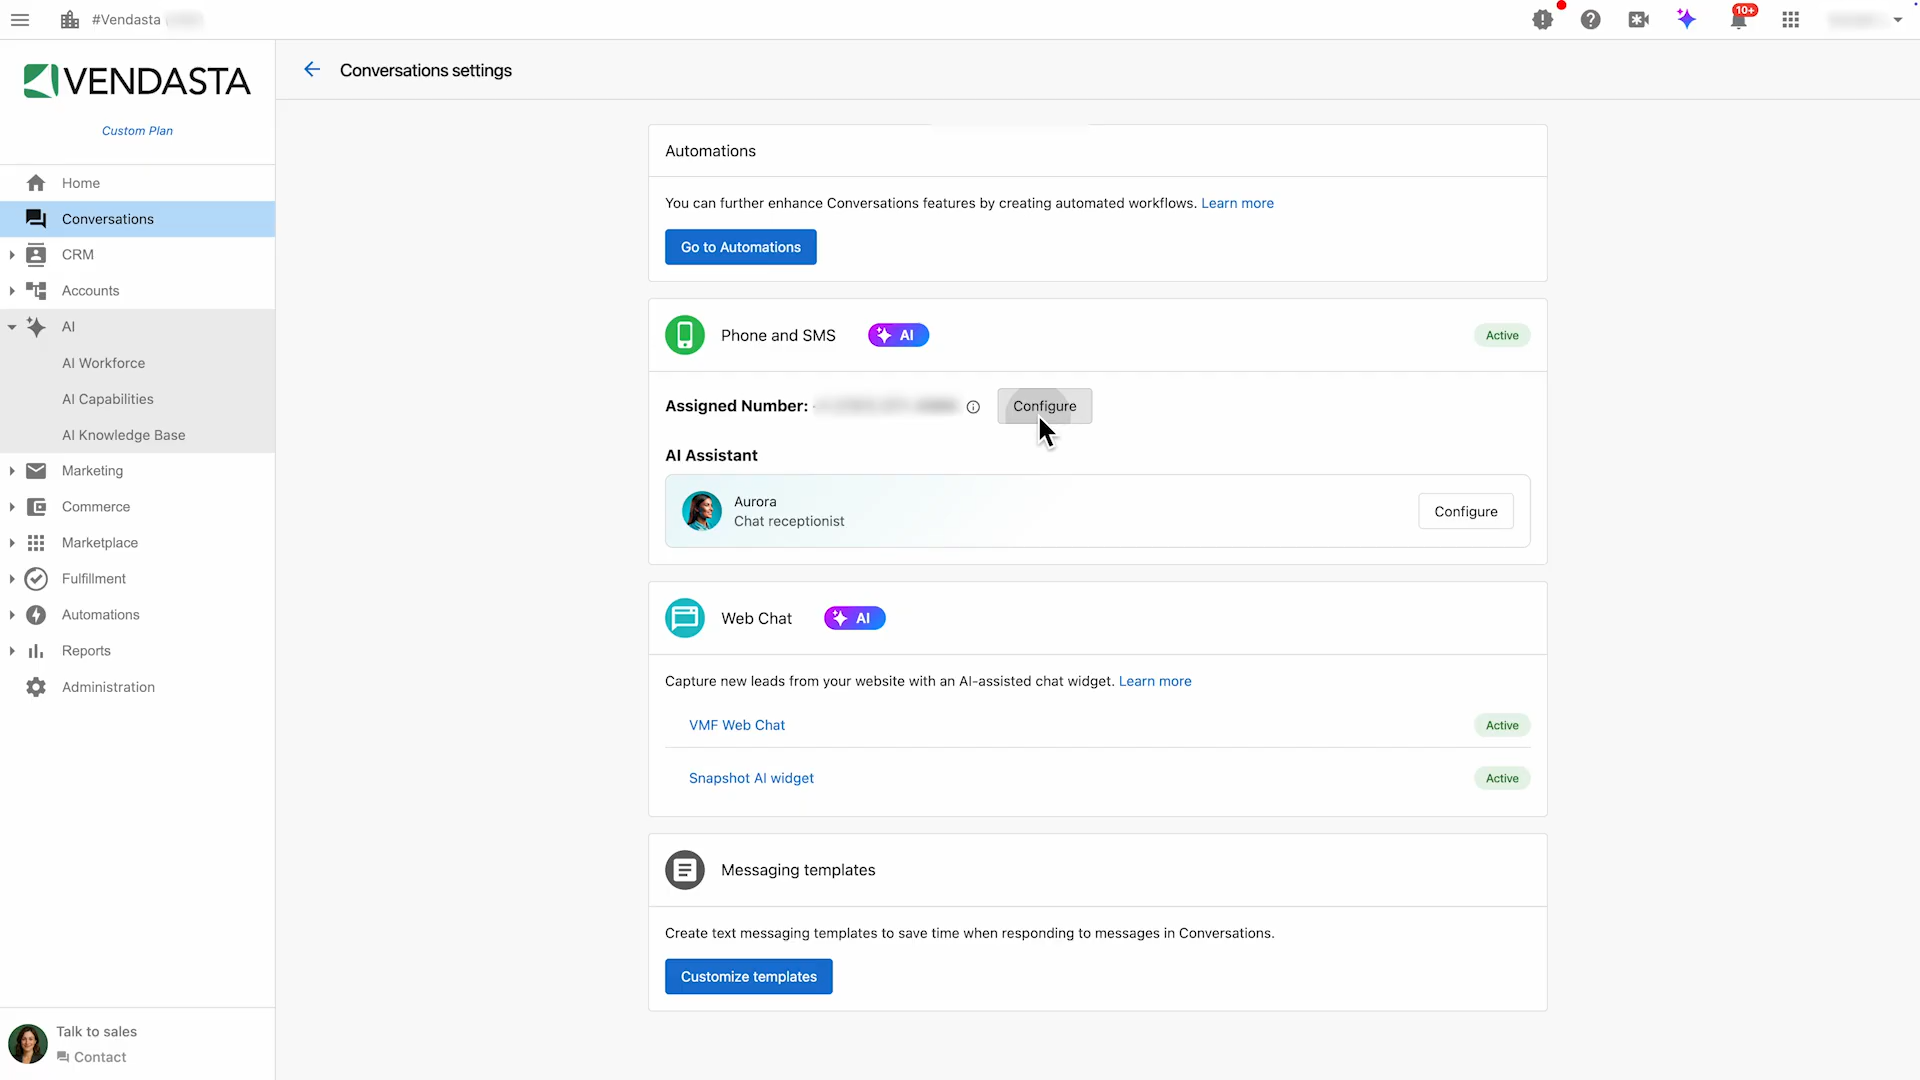 #Vendasta
10+
VENDASTA
Custom Plan
Home
Conversations
CRM
Accounts
AI
AI Workforce
AI Capabilities
AI Knowledge Base
Marketing
Commerce
Marketplace
Fulfillment
Automations
Reports
Administration
Talk to sales
Contact
Conversations settings
Automations
You can further enhance Conversations features by creating automated workflows. Learn more
Go to Automations
Phone and SMS
AI
Active
Assigned Number:
Configure
AI Assistant
Aurora
Chat receptionist
Configure
Web Chat
AI
Capture new leads from your website with an AI-assisted chat widget. Learn more
VMF Web Chat
Active
Snapshot AI widget
Active
Messaging templates
Create text messaging templates to save time when responding to messages in Conversations.
Customize templates